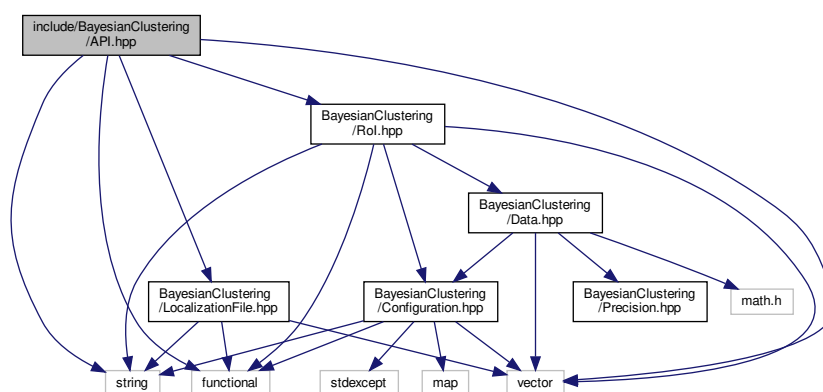 include/BayesianClustering
/API.hpp
BayesianClustering
/RoI.hpp
BayesianClustering
/Data.hpp
BayesianClustering
/LocalizationFile.hpp
BayesianClustering
/Configuration.hpp
BayesianClustering
/Precision.hpp
math.h
string
functional
stdexcept
map
vector